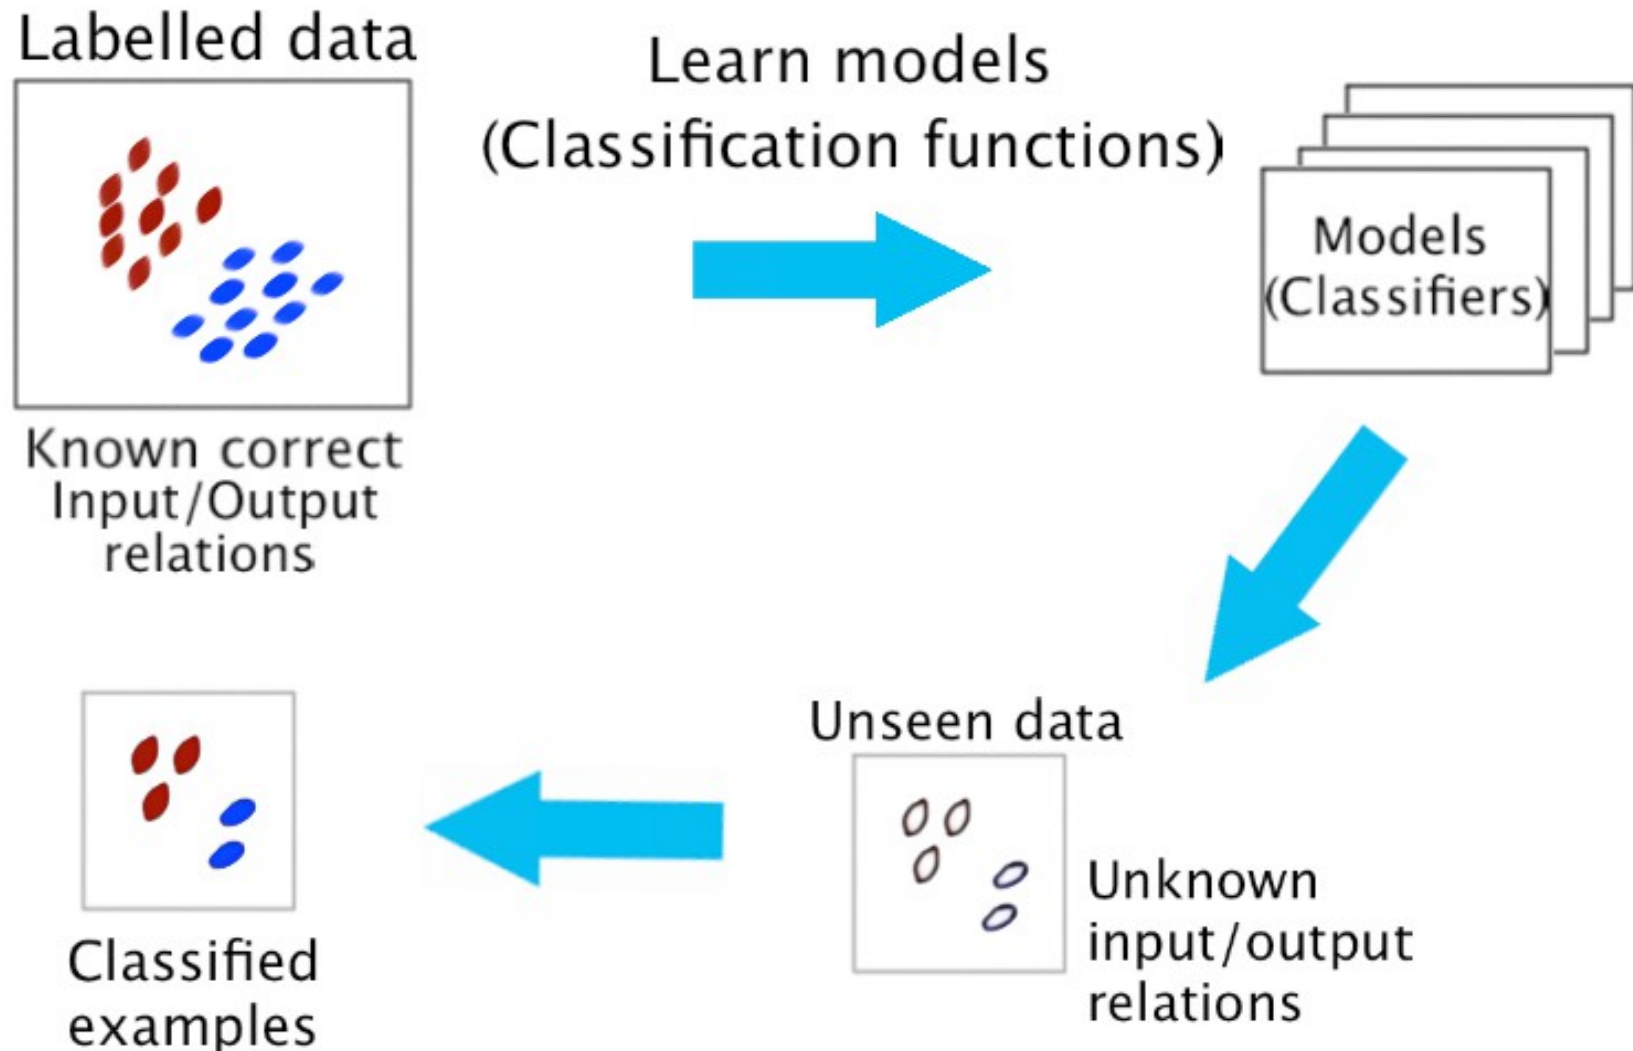 Labelled data
Known correct
Input/Output
relations
Learn models
(Classification functions)
Models
(Classifiers)
Unseen data
Unknown
input/output
relations
Classified
examples